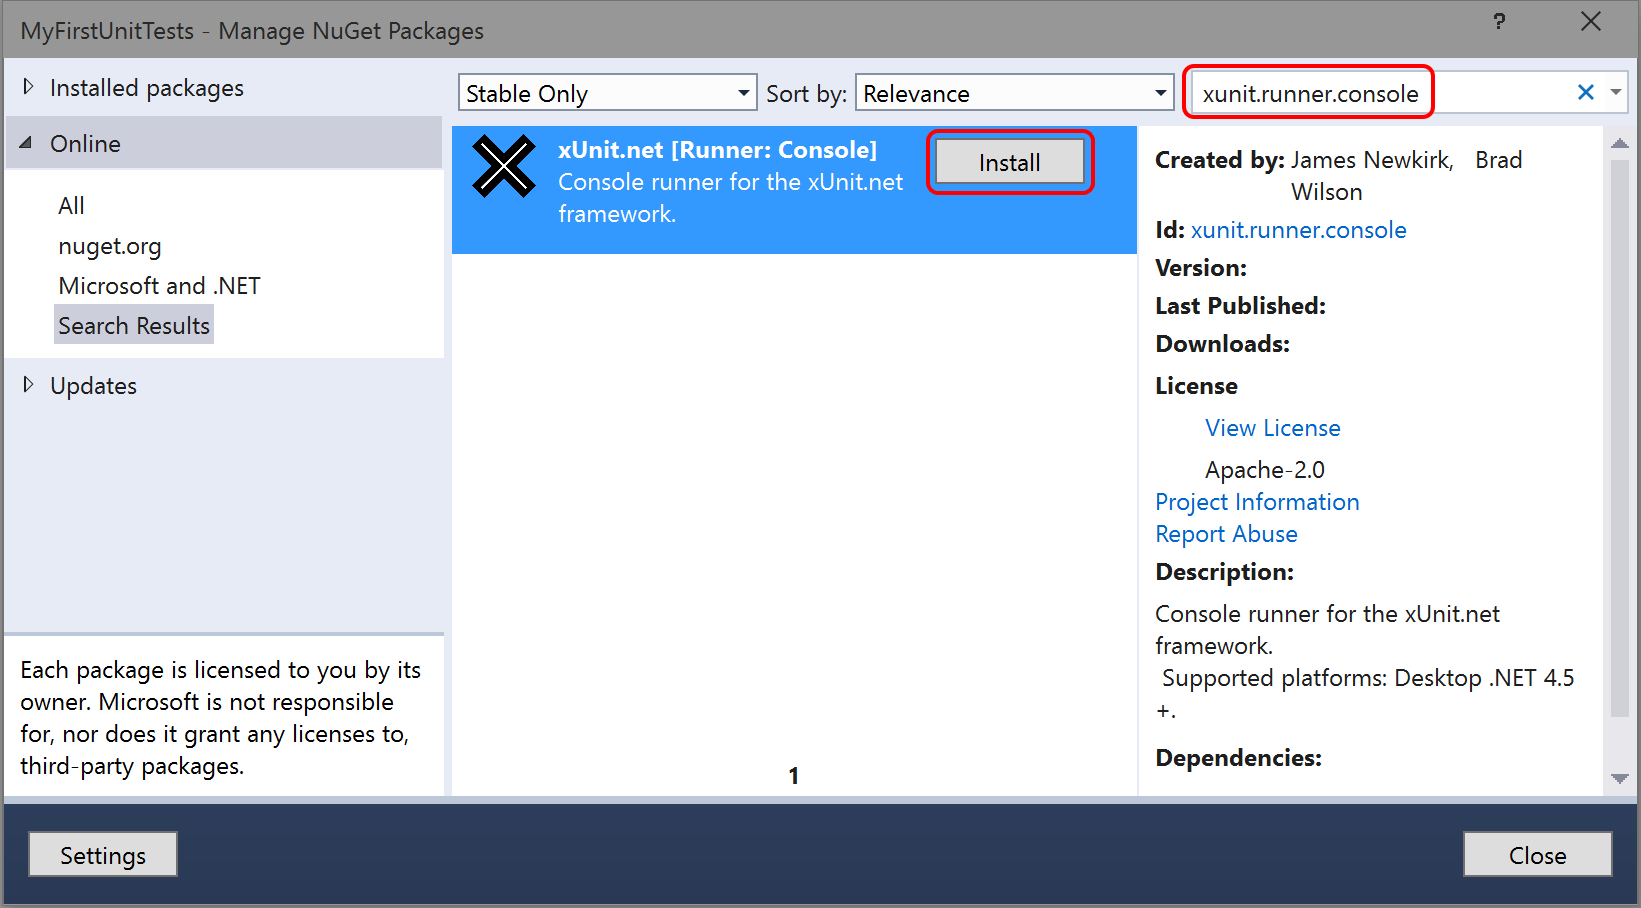 MyFirstUnitTests - Manage NuGet Packages
?
Installed packages
Online
All
nuget.org
Microsoft and .NET
Search Results
Updates
Each package is licensed to you by its
owner. Microsoft is not responsible
for, nor does it grant any licenses to,
third-party packages.
Stable Only
Sort by:
Relevance
xunit.runner.console
xUnit.net [Runner: Console]
Console runner for the xUnit.net
framework.
Install
1
Created by: James Newkirk, Brad
Wilson
Id: xunit.runner.console
Version:
Last Published:
Downloads:
License
View License
Apache-2.0
Project Information
Report Abuse
Description:
Console runner for the xUnit.net
framework.
Supported platforms: Desktop .NET 4.5
+.
Dependencies:
Settings
Close